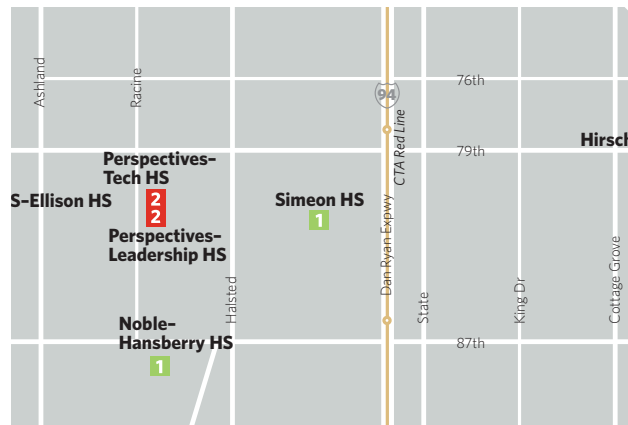 Ashland
Racine
76th
94
CTA Red Line
79th
Hirsch
Perspectives–
Tech HS
S–Ellison HS
2
2
Perspectives–
Leadership HS
Simeon HS
1
Dan Ryan Expwy
Halsted
State
King Dr
Cottage Grove
Noble–
Hansberry HS
1
87th